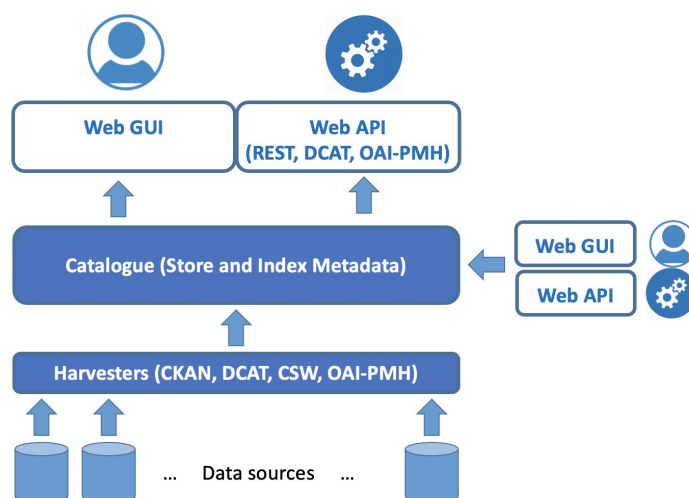 Web GUI
Web API
(REST, DCAT, OAI-PMH)
Catalogue (Store and Index Metadata)
Web GUI
Web API
Harvesters (CKAN, DCAT, CSW, OAI-PMH)
... Data sources ...